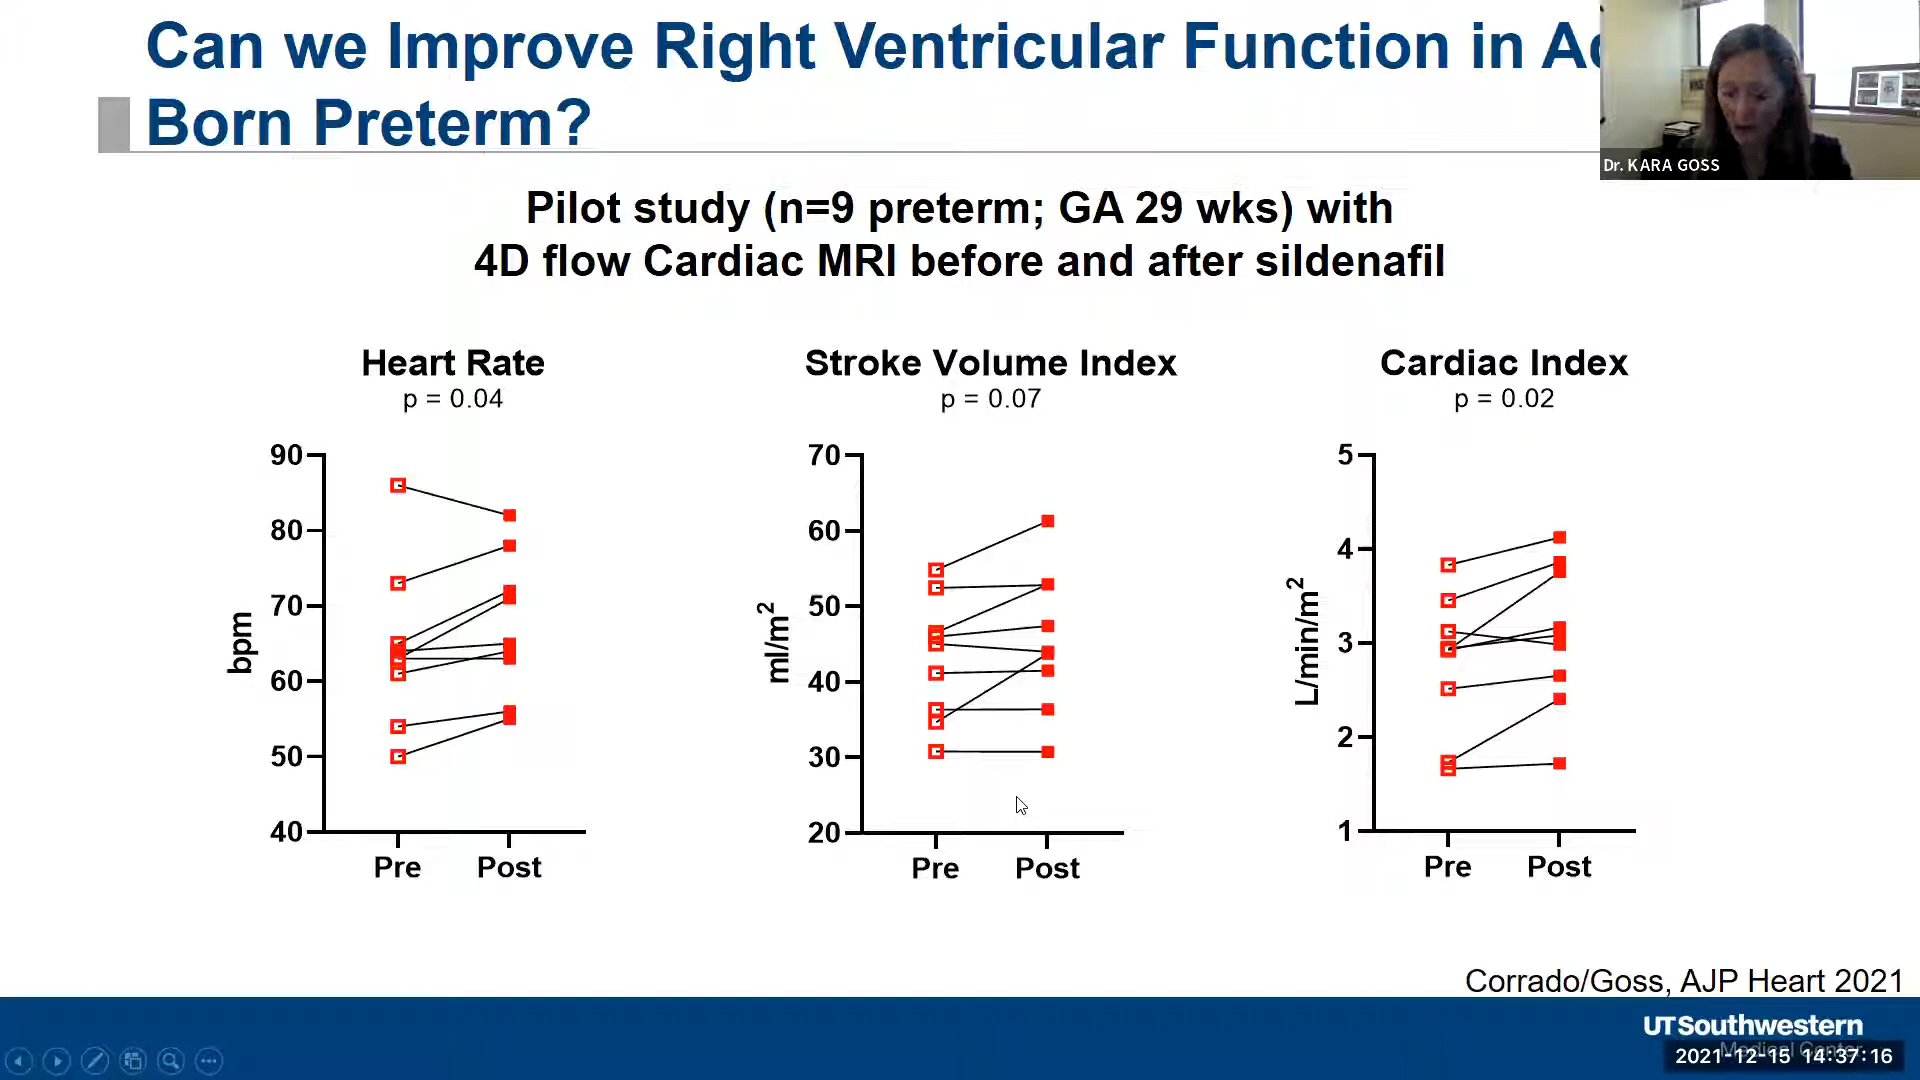 Can we Improve Right Ventricular Function in
Born Preterm?
Dr. KARA GOSS
Pilot study (n=9 preterm; GA 29 wks) with
4D flow Cardiac MRI before and after sildenafil
Heart Rate
p = 0.04
90
80
70
60
50
40
bpm
Pre Post
Stroke Volume Index
p = 0.07
70
60
50
40
30
20
ml/m²
Pre Post
Cardiac Index
p = 0.02
5
4
3
2
1
L/min/m²
Pre Post
Corrado/Goss, AJP Heart 2021
UTSouthwestern
Medical Center
2021-12-15 14:37:16